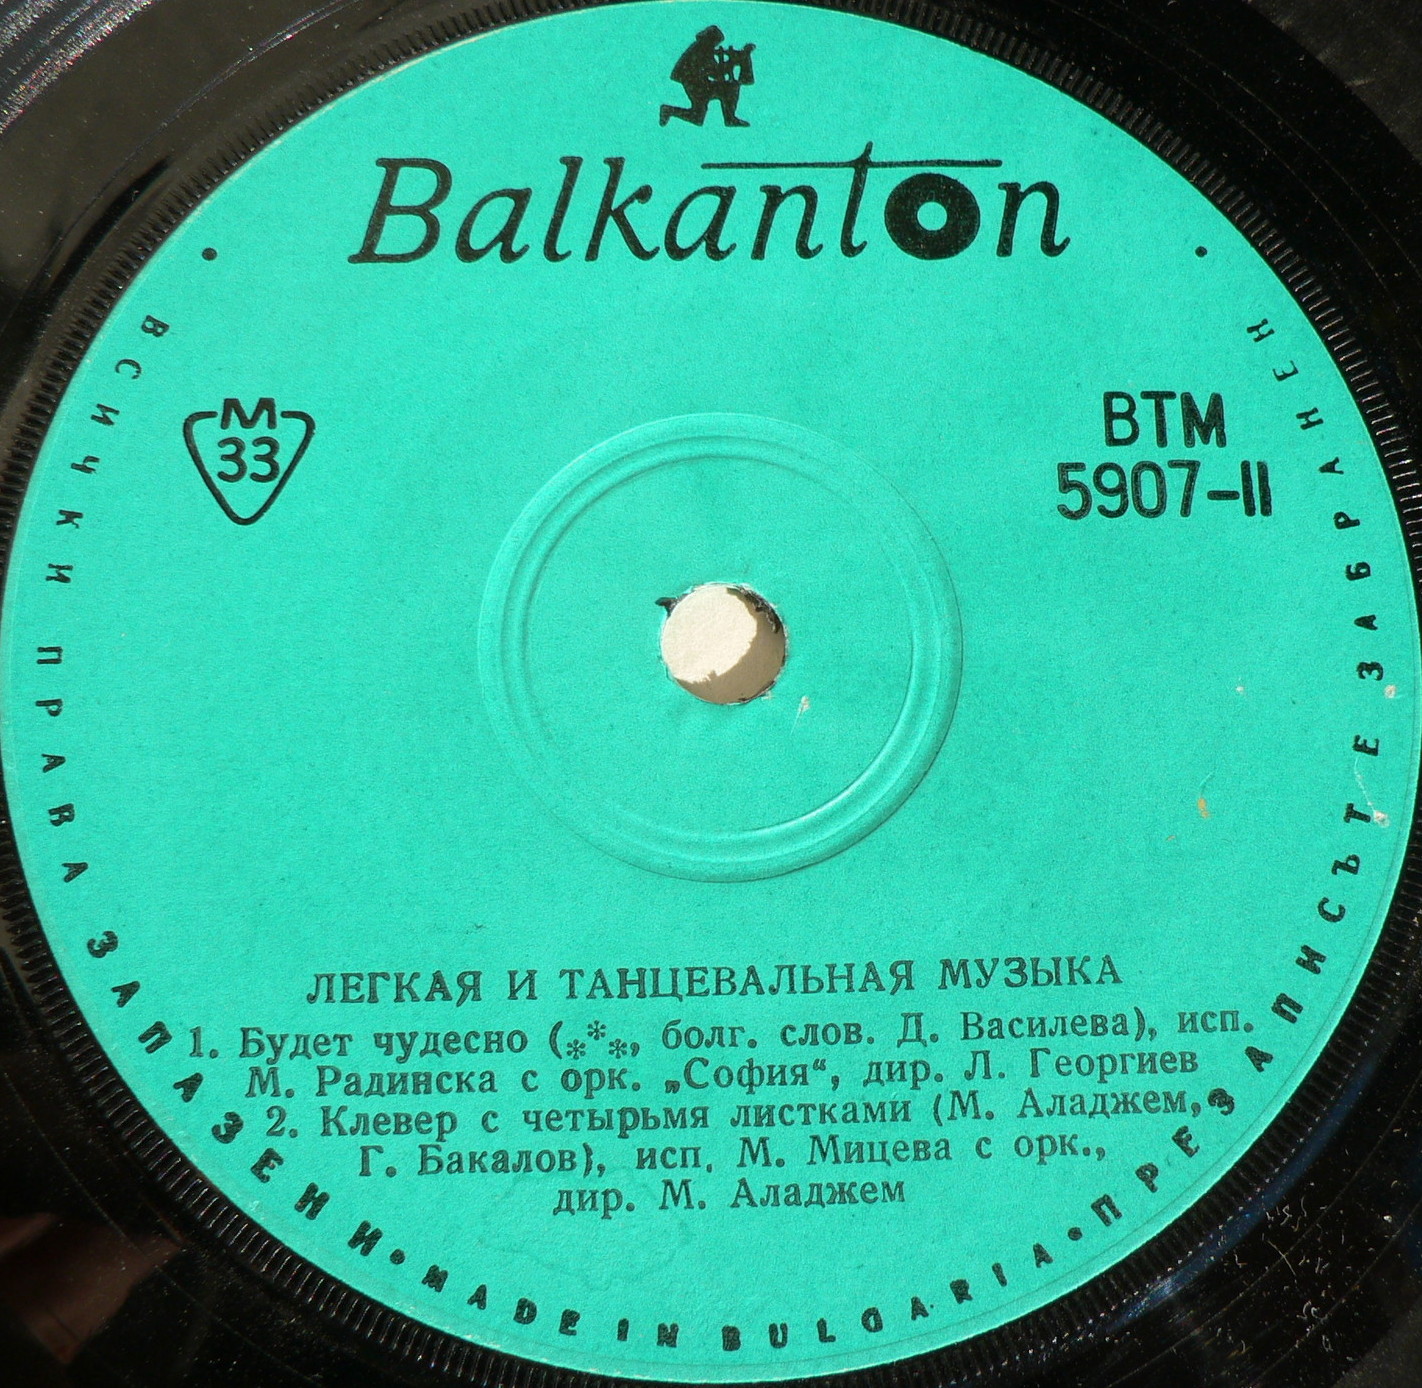 Balkanton
M
33
ВТМ
5907-II
ЛЕГКАЯ И ТАНЦЕВАЛЬНАЯ МУЗЫКА
1. Будет чудесно (***, болг. слов. Д. Василева), исп.
М. Радинска с орк. „София“, дир. Л. Георгиев
2. Клевер с четырьмя листками (М. Аладжем,
Г. Бакалов), исп. М. Мицева с орк.,
дир. М. Аладжем
• ВСИЧКИ ПРАВА ЗАПАЗЕНИ • MADE IN BULGARIA • ПРЕЗАПИСЪТ Е ЗАБРАНЕН •